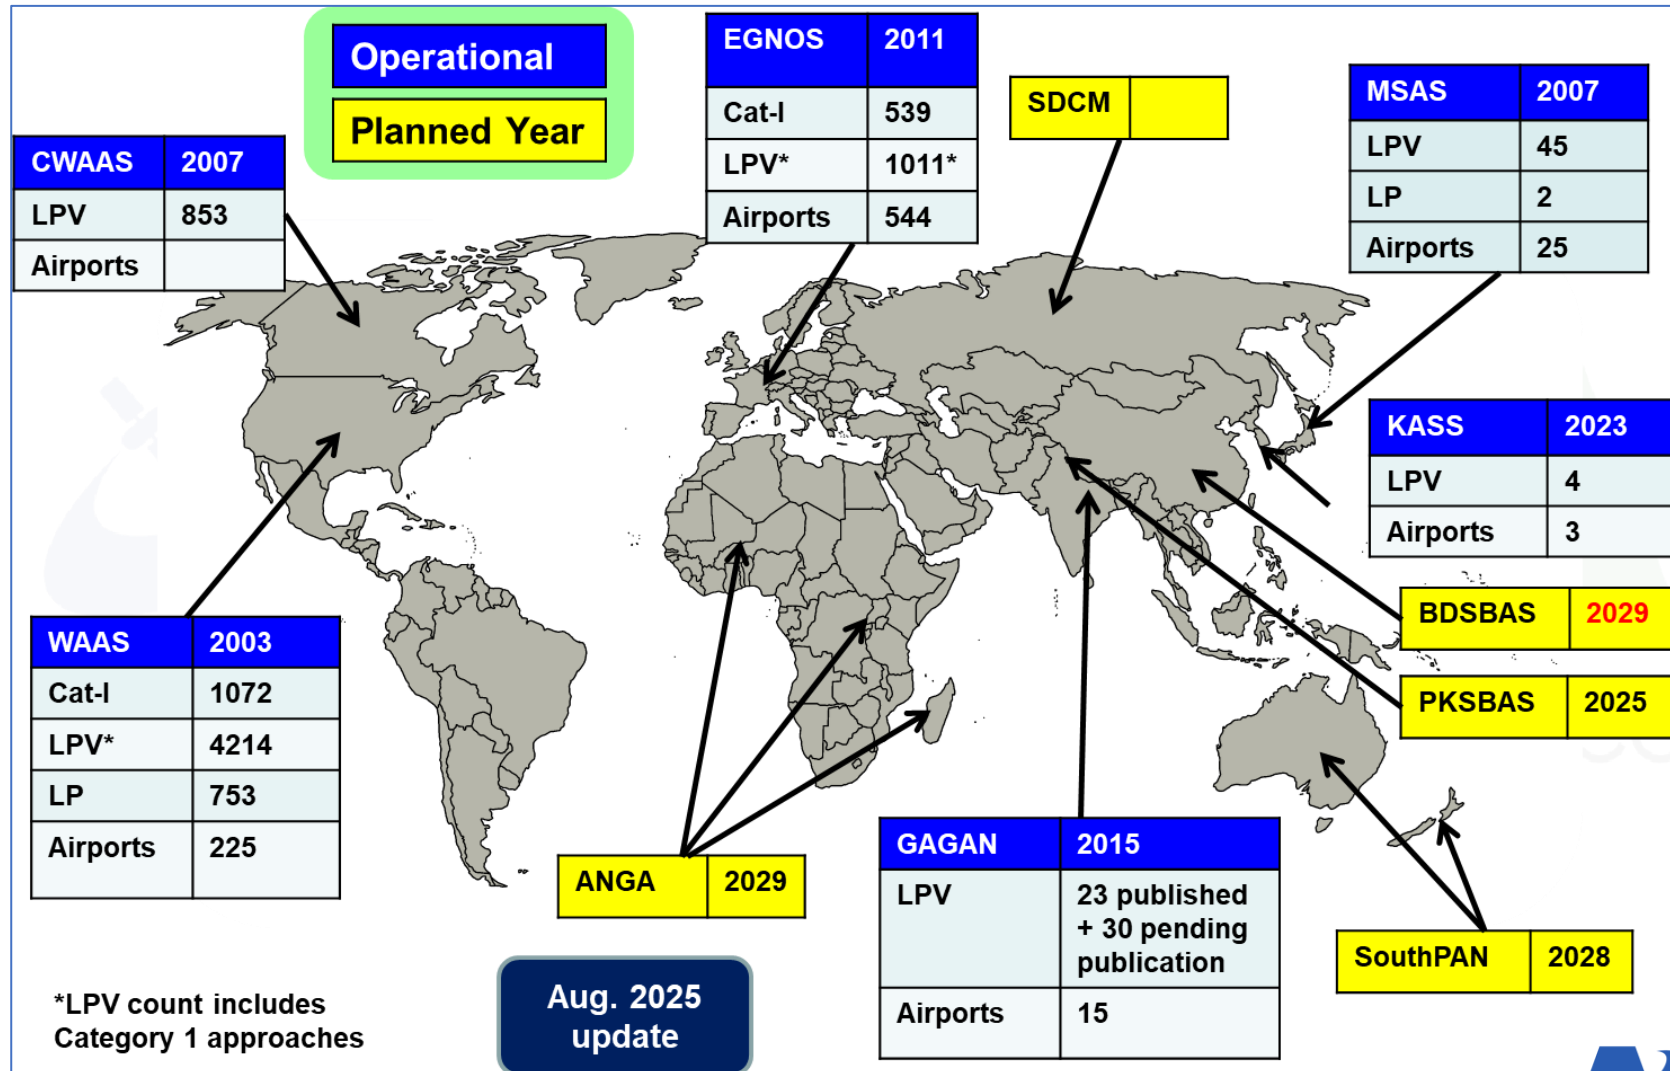 Operational
Planned Year
EGNOS 2011
Cat-I 539
LPV* 1011*
Airports 544
SDCM
MSAS 2007
LPV 45
LP 2
Airports 25
CWAAS 2007
LPV 853
Airports
KASS 2023
LPV 4
Airports 3
BDSBAS 2029
PKSBAS 2025
WAAS 2003
Cat-I 1072
LPV* 4214
LP 753
Airports 225
ANGA 2029
GAGAN 2015
LPV 23 published
+ 30 pending
publication
Airports 15
SouthPAN 2028
*LPV count includes
Category 1 approaches
Aug. 2025
update